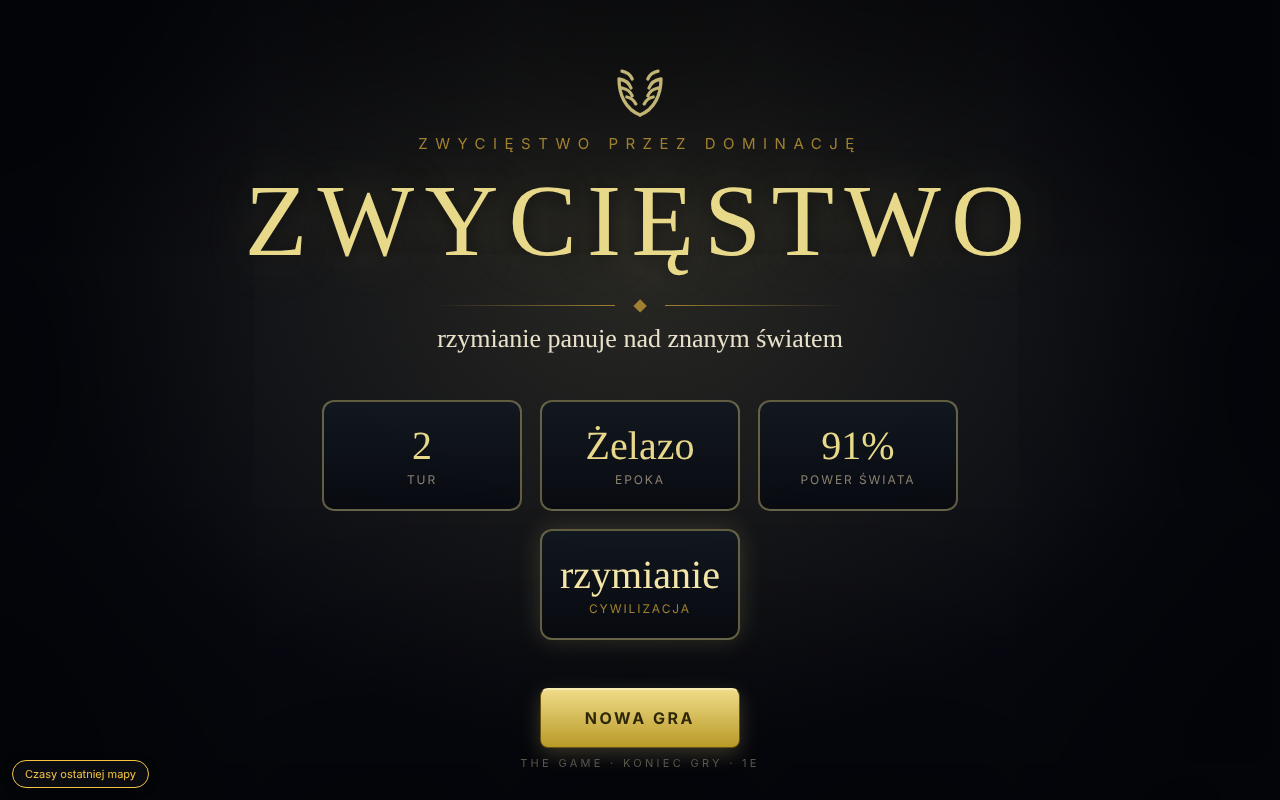 ZWYCIĘSTWO PRZEZ DOMINACJĘ
ZWYCIĘSTWO
rzymianie panuje nad znanym światem
2
TUR
Żelazo
EPOKA
91%
POWER ŚWIATA
rzymianie
CYWILIZACJA
NOWA GRA
THE GAME · KONIEC GRY · 1E
Czasy ostatniej mapy